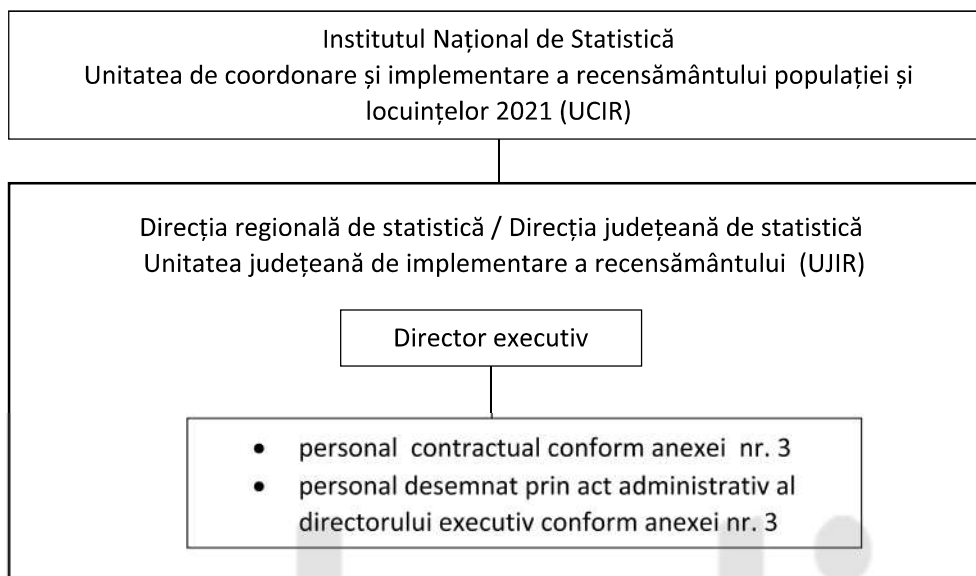 Institutul Național de Statistică
Unitatea de coordonare și implementare a recensământului populației și
locuințelor 2021 (UCIR)
Direcția regională de statistică / Direcția județeană de statistică
Unitatea județeană de implementare a recensământului (UJIR)
Director executiv
• personal contractual conform anexei nr. 3
• personal desemnat prin act administrativ al
directorului executiv conform anexei nr. 3